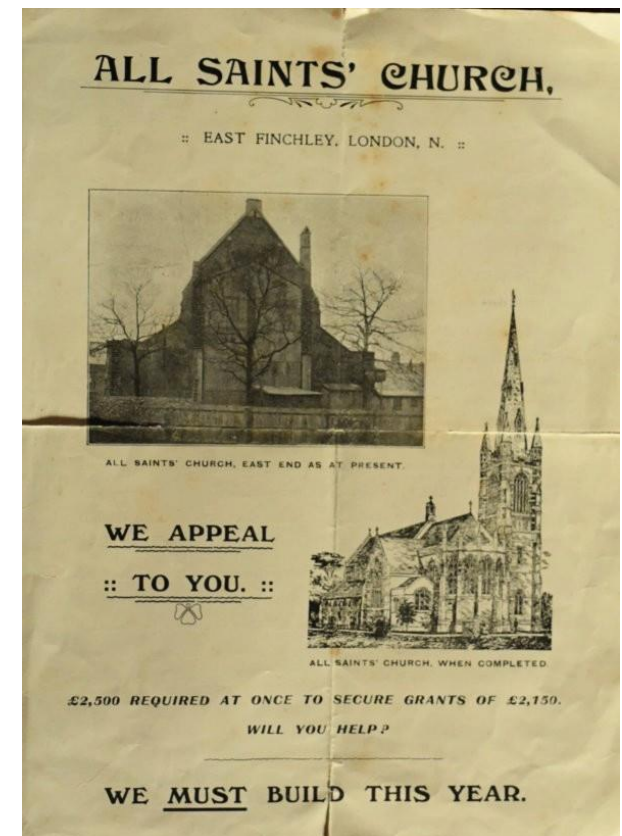 ALL SAINTS' CHURCH,
:: EAST FINCHLEY, LONDON, N. ::
ALL SAINTS' CHURCH, EAST END AS AT PRESENT.
WE APPEAL
:: TO YOU. ::
ALL SAINTS' CHURCH, WHEN COMPLETED.
£2,500 REQUIRED AT ONCE TO SECURE GRANTS OF £2,150.
WILL YOU HELP?
WE MUST BUILD THIS YEAR.